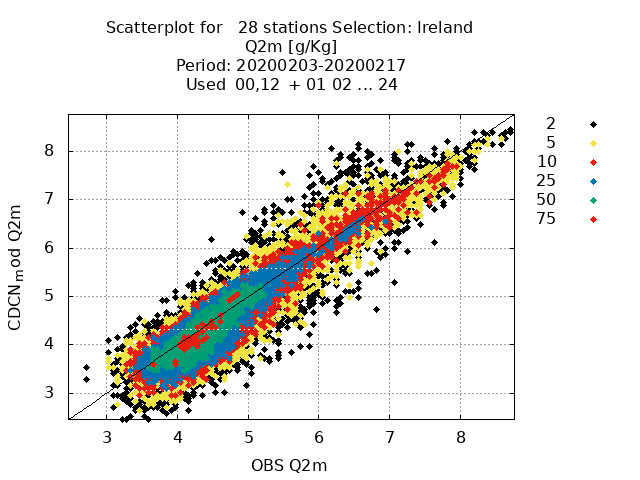 Scatterplot for 28 stations Selection: Ireland
Q2m [g/Kg]
Period: 20200203-20200217
Used 00,12 + 01 02 ... 24
2
5
10
25
50
75
8
7
6
5
4
3
CDCN_mod Q2m
3 4 5 6 7 8
OBS Q2m